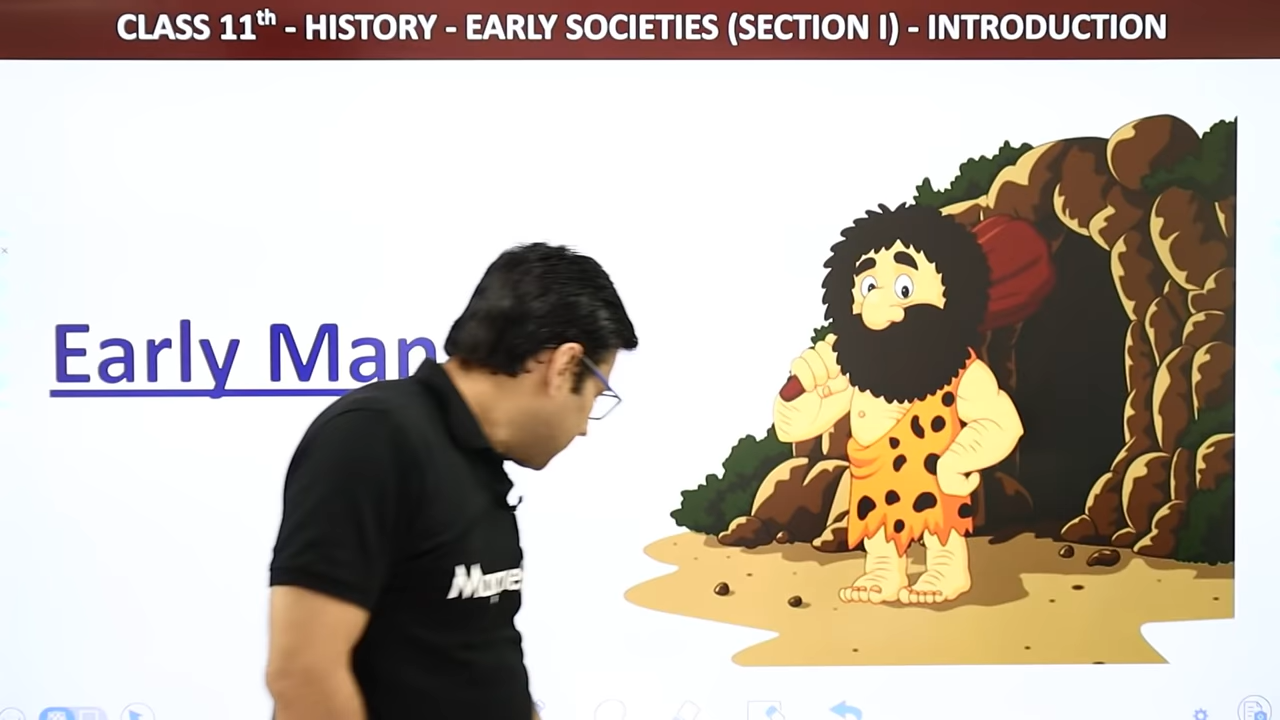 CLASS 11th - HISTORY - EARLY SOCIETIES (SECTION I) - INTRODUCTION
Early Man